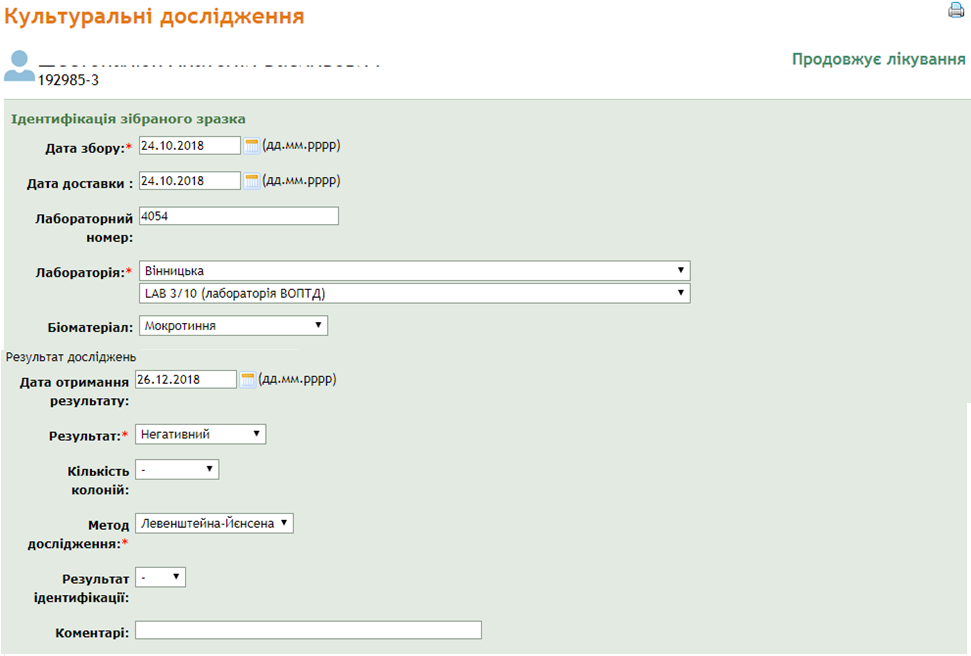 Культуральні дослідження
192985-3
Продовжує лікування
Ідентифікація зібраного зразка
Дата збору:* 24.10.2018 (дд.мм.рррр)
Дата доставки : 24.10.2018 (дд.мм.рррр)
Лабораторний номер: 4054
Лабораторія:* Вінницька
LAB 3/10 (лабораторія ВОПТД)
Біоматеріал: Мокротиння
Результат досліджень
Дата отримання результату: 26.12.2018 (дд.мм.рррр)
Результат:* Негативний
Кількість колоній: -
Метод дослідження:* Левенштейна-Йєнсена
Результат ідентифікації: -
Коментарі: